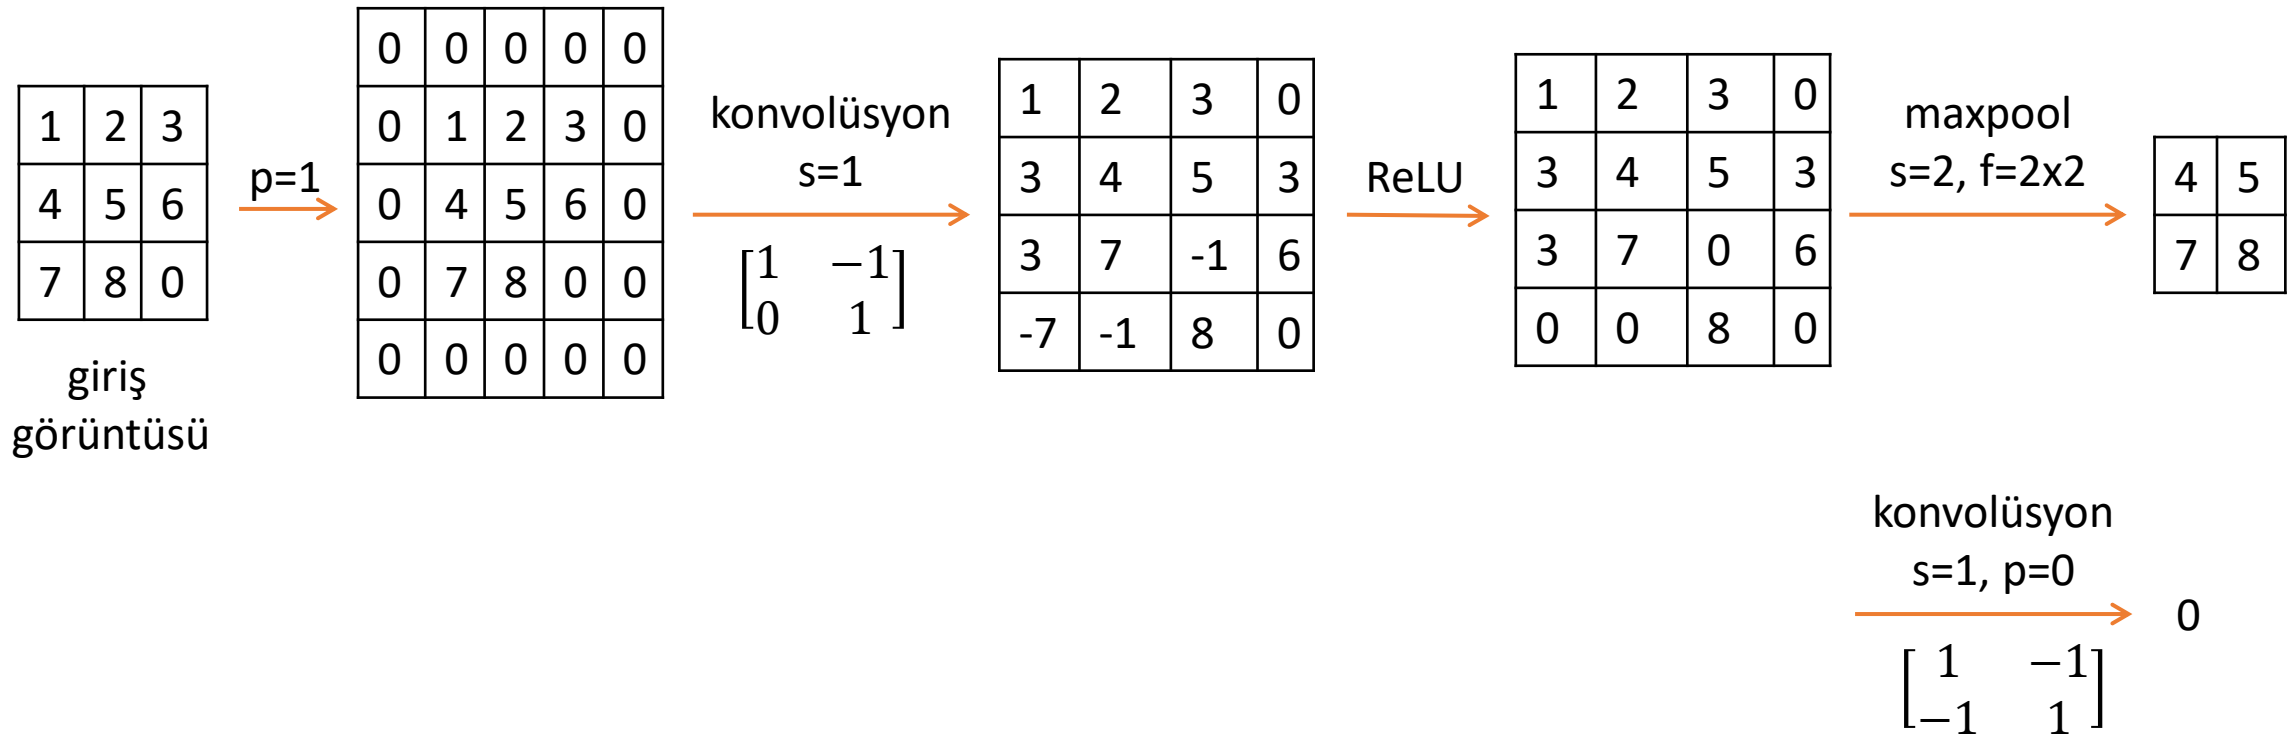 1 2 3
4 5 6
7 8 0
giriş
görüntüsü
p=1
0 0 0 0 0
0 1 2 3 0
0 4 5 6 0
0 7 8 0 0
0 0 0 0 0
konvolüsyon
s=1
1 −1
0 1
1 2 3 0
3 4 5 3
3 7 -1 6
-7 -1 8 0
ReLU
1 2 3 0
3 4 5 3
3 7 0 6
0 0 8 0
maxpool
s=2, f=2x2
4 5
7 8
konvolüsyon
s=1, p=0
1 −1
−1 1
0